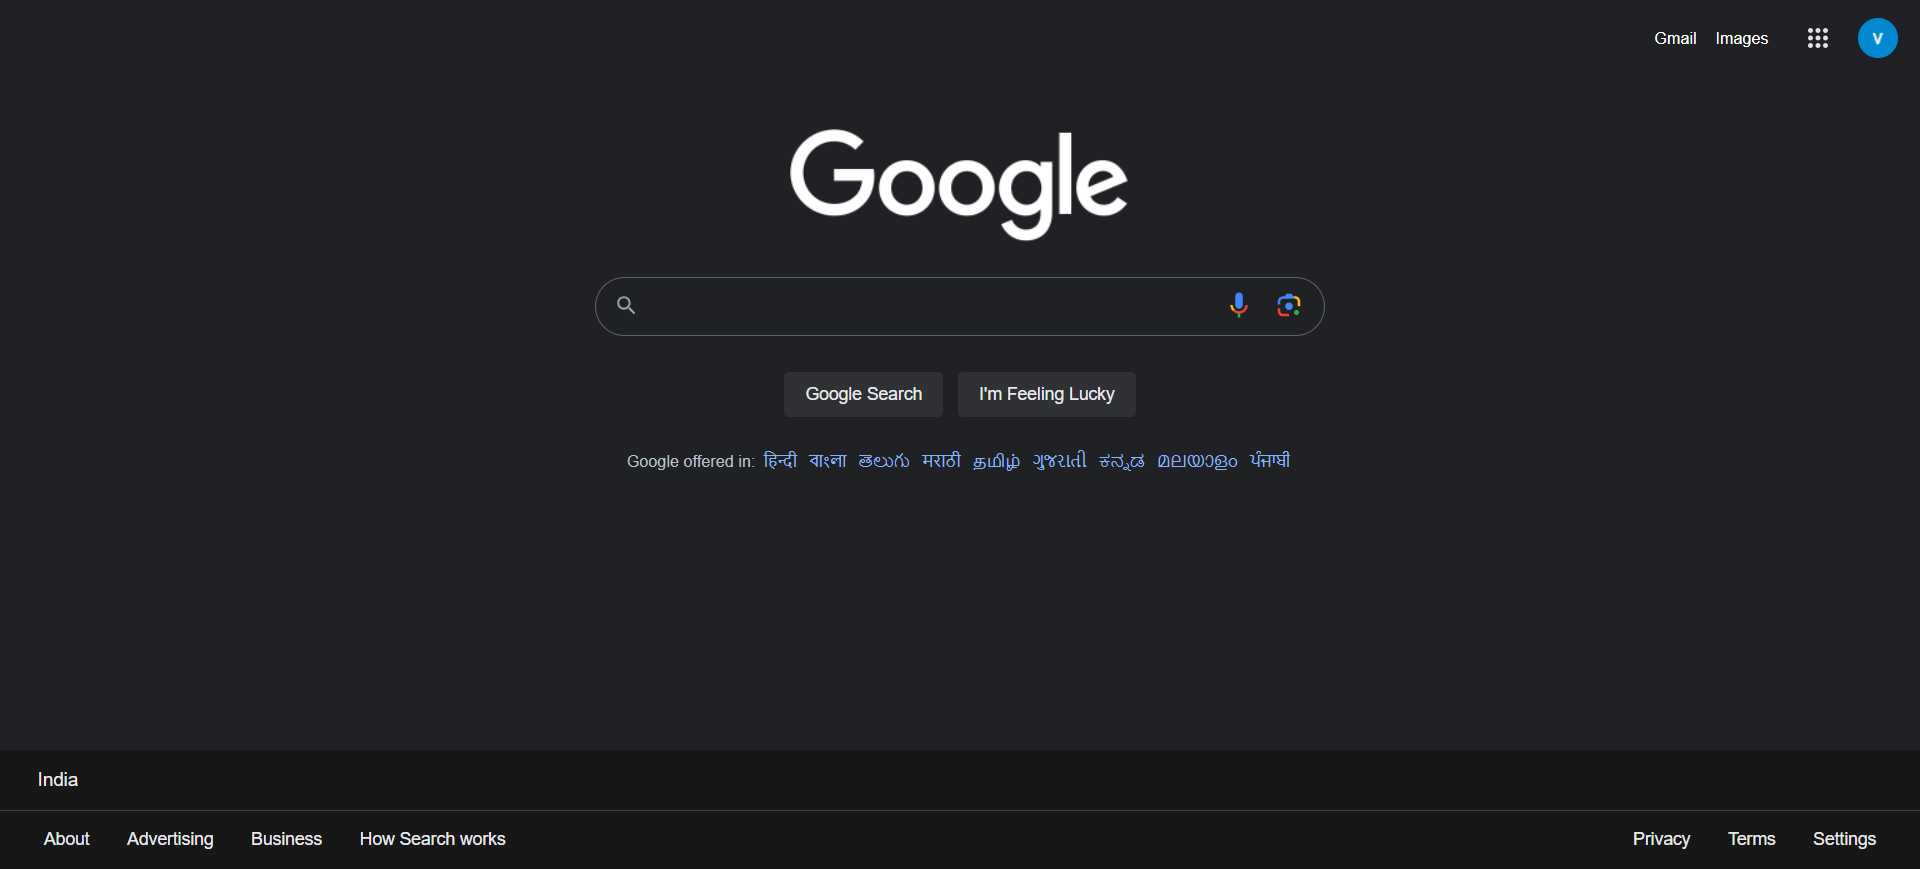 Gmail Images V
Google
Google Search I'm Feeling Lucky
Google offered in: हिन्दी বাংলা తెలుగు मराठी தமிழ் ગુજરાતી ಕನ್ನಡ മലയാളം ਪੰਜਾਬੀ
India
About Advertising Business How Search works Privacy Terms Settings